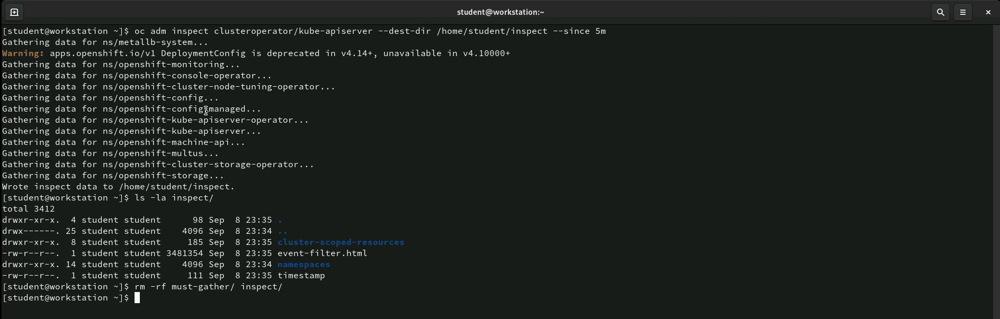 student@workstation:~
[student@workstation ~]$ oc adm inspect clusteroperator/kube-apiserver --dest-dir /home/student/inspect --since 5m
Gathering data for ns/metallb-system...
Warning: apps.openshift.io/v1 DeploymentConfig is deprecated in v4.14+, unavailable in v4.10000+
Gathering data for ns/openshift-monitoring...
Gathering data for ns/openshift-console-operator...
Gathering data for ns/openshift-cluster-node-tuning-operator...
Gathering data for ns/openshift-config...
Gathering data for ns/openshift-config-managed...
Gathering data for ns/openshift-kube-apiserver-operator...
Gathering data for ns/openshift-kube-apiserver...
Gathering data for ns/openshift-machine-api...
Gathering data for ns/openshift-multus...
Gathering data for ns/openshift-cluster-storage-operator...
Gathering data for ns/openshift-storage...
Wrote inspect data to /home/student/inspect.
[student@workstation ~]$ ls -la inspect/
total 3412
drwxr-xr-x.  4 student student      98 Sep  8 23:35 .
drwx------. 25 student student    4096 Sep  8 23:34 ..
drwxr-xr-x.  8 student student     185 Sep  8 23:35 cluster-scoped-resources
-rw-r--r--.  1 student student 3481354 Sep  8 23:35 event-filter.html
drwxr-xr-x. 14 student student    4096 Sep  8 23:34 namespaces
-rw-r--r--.  1 student student     111 Sep  8 23:35 timestamp
[student@workstation ~]$ rm -rf must-gather/ inspect/
[student@workstation ~]$